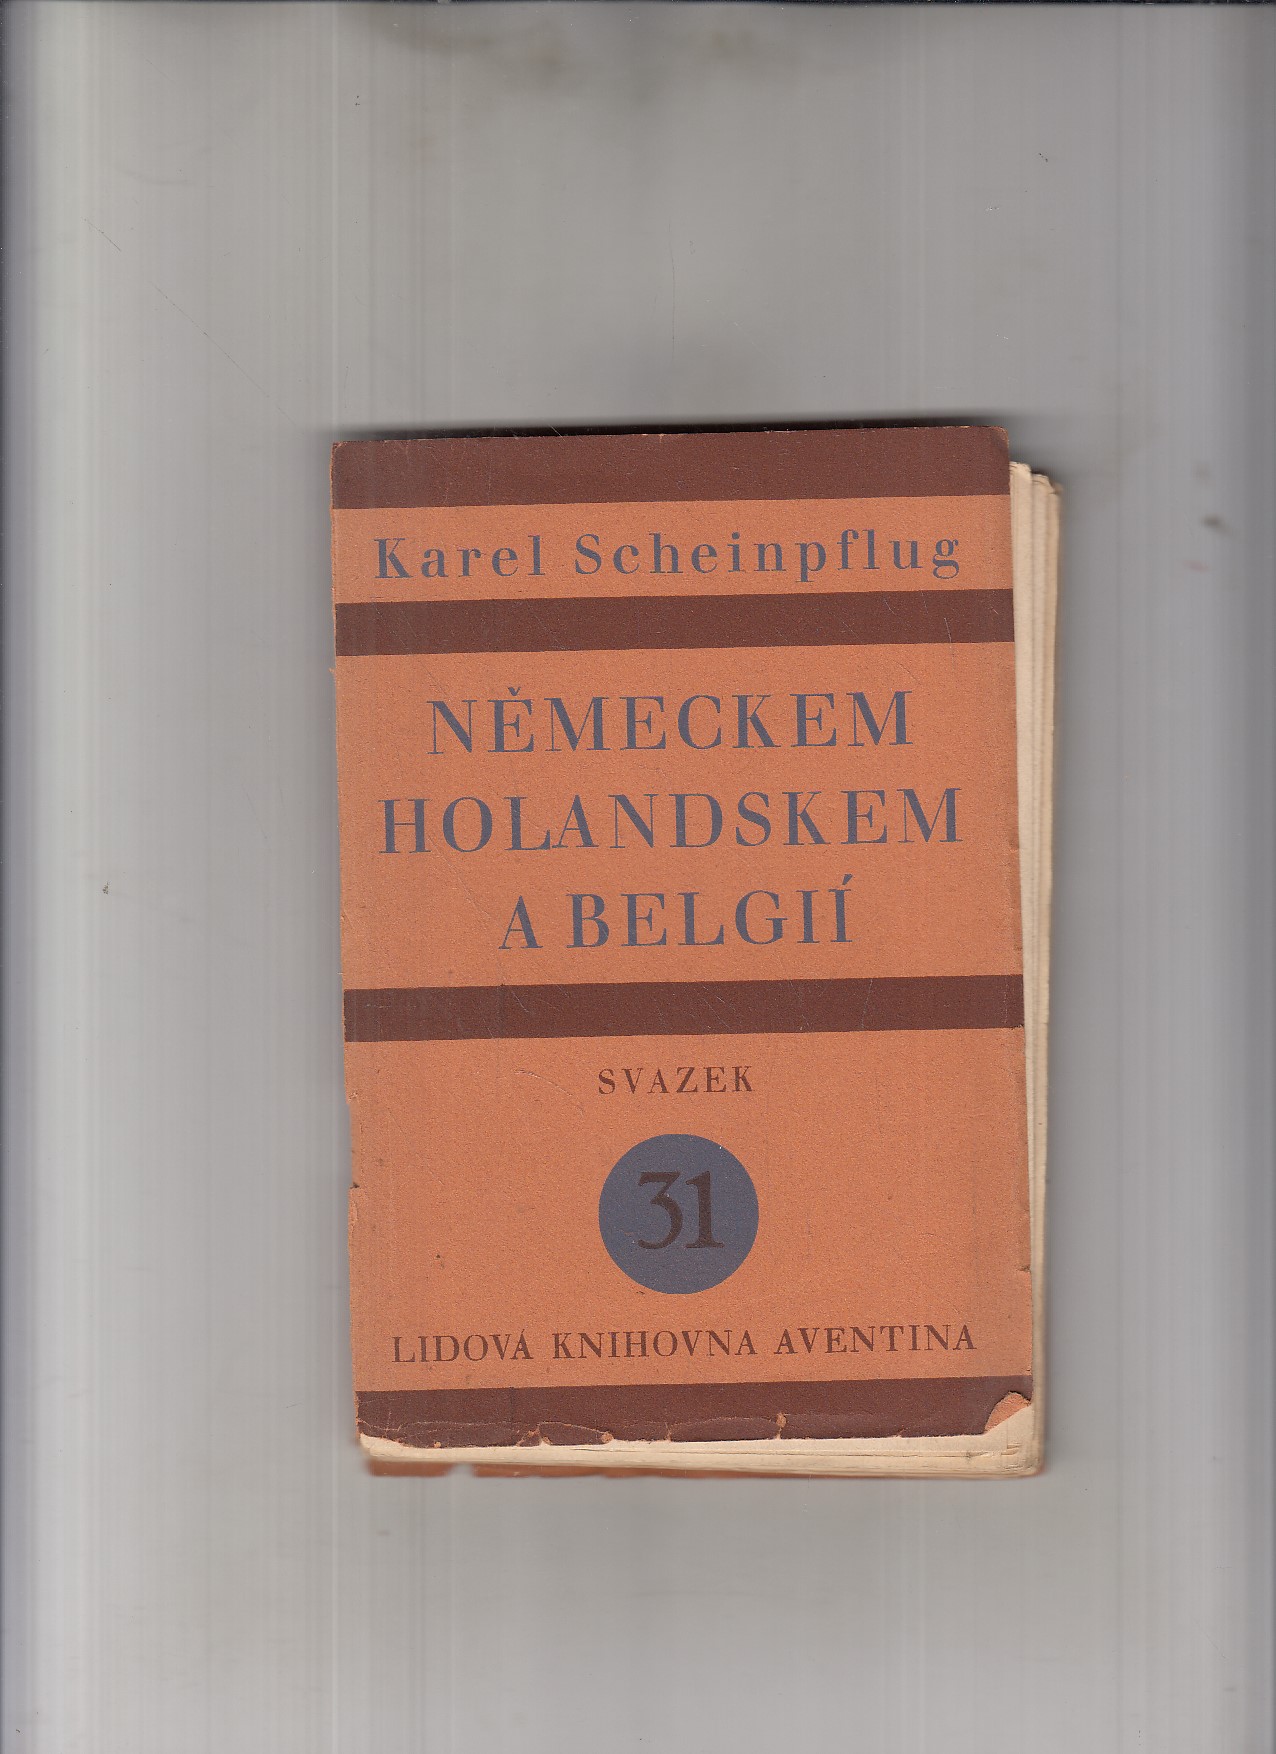 Karel Scheinpflug
NĚMECKEM
HOLANDSKEM
A BELGIÍ
SVAZEK
31
LIDOVÁ KNIHOVNA AVENTINA